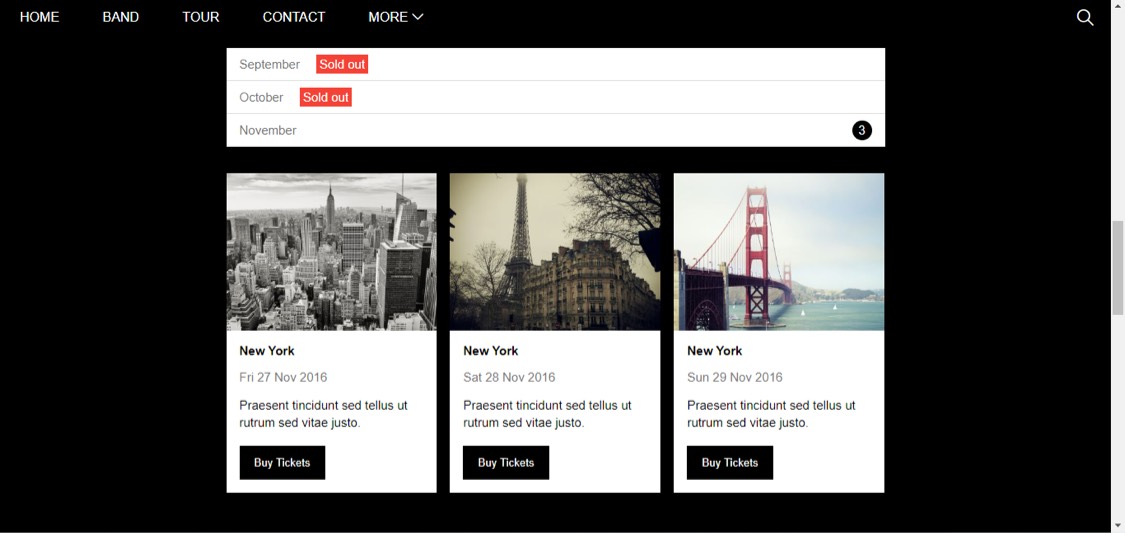 HOME BAND TOUR CONTACT MORE
September Sold out
October Sold out
November 3
New York New York New York
Fri 27 Nov 2016 Sat 28 Nov 2016 Sun 29 Nov 2016
Praesent tincidunt sed tellus ut Praesent tincidunt sed tellus ut Praesent tincidunt sed tellus ut
rutrum sed vitae justo. rutrum sed vitae justo. rutrum sed vitae justo.
Buy Tickets Buy Tickets Buy Tickets